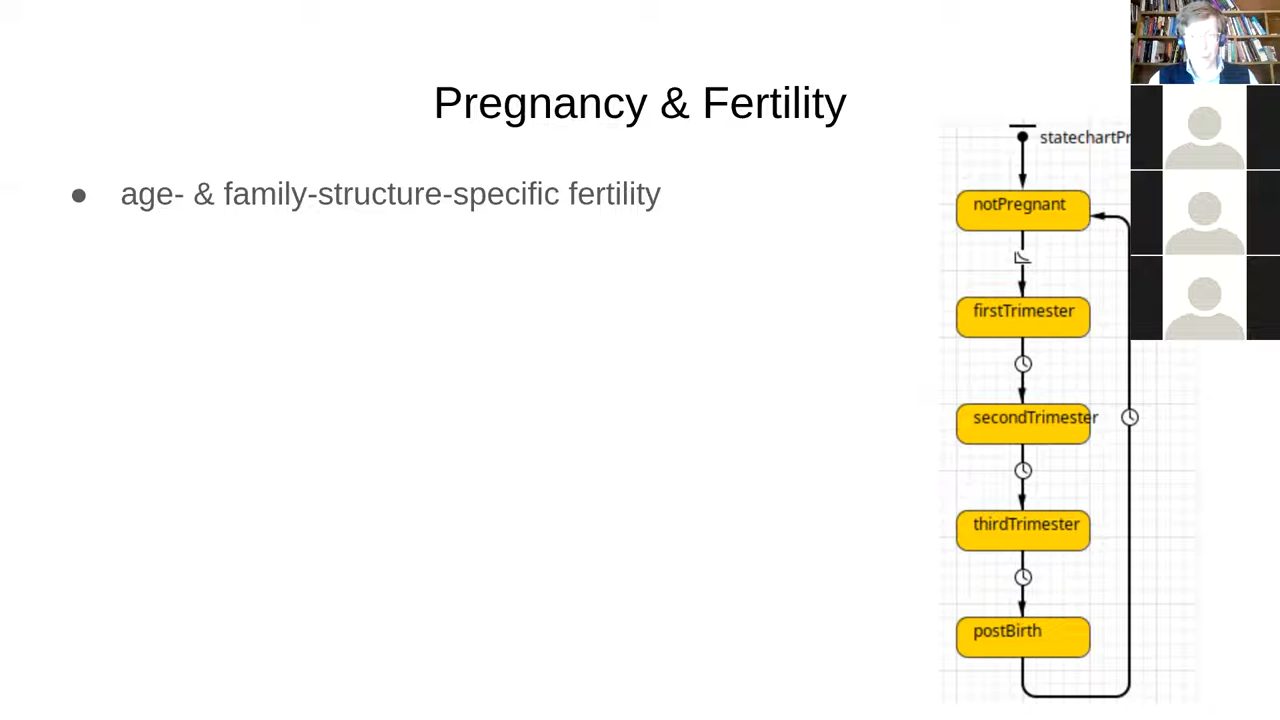 Pregnancy & Fertility
● age- & family-structure-specific fertility
statechartPr
notPregnant
firstTrimester
secondTrimester
thirdTrimester
postBirth